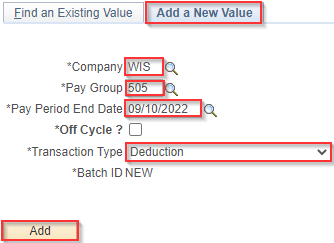 Find an Existing Value Add a New Value
*Company WIS
*Pay Group 505
*Pay Period End Date 09/10/2022
*Off Cycle ?
*Transaction Type Deduction
*Batch ID NEW
Add